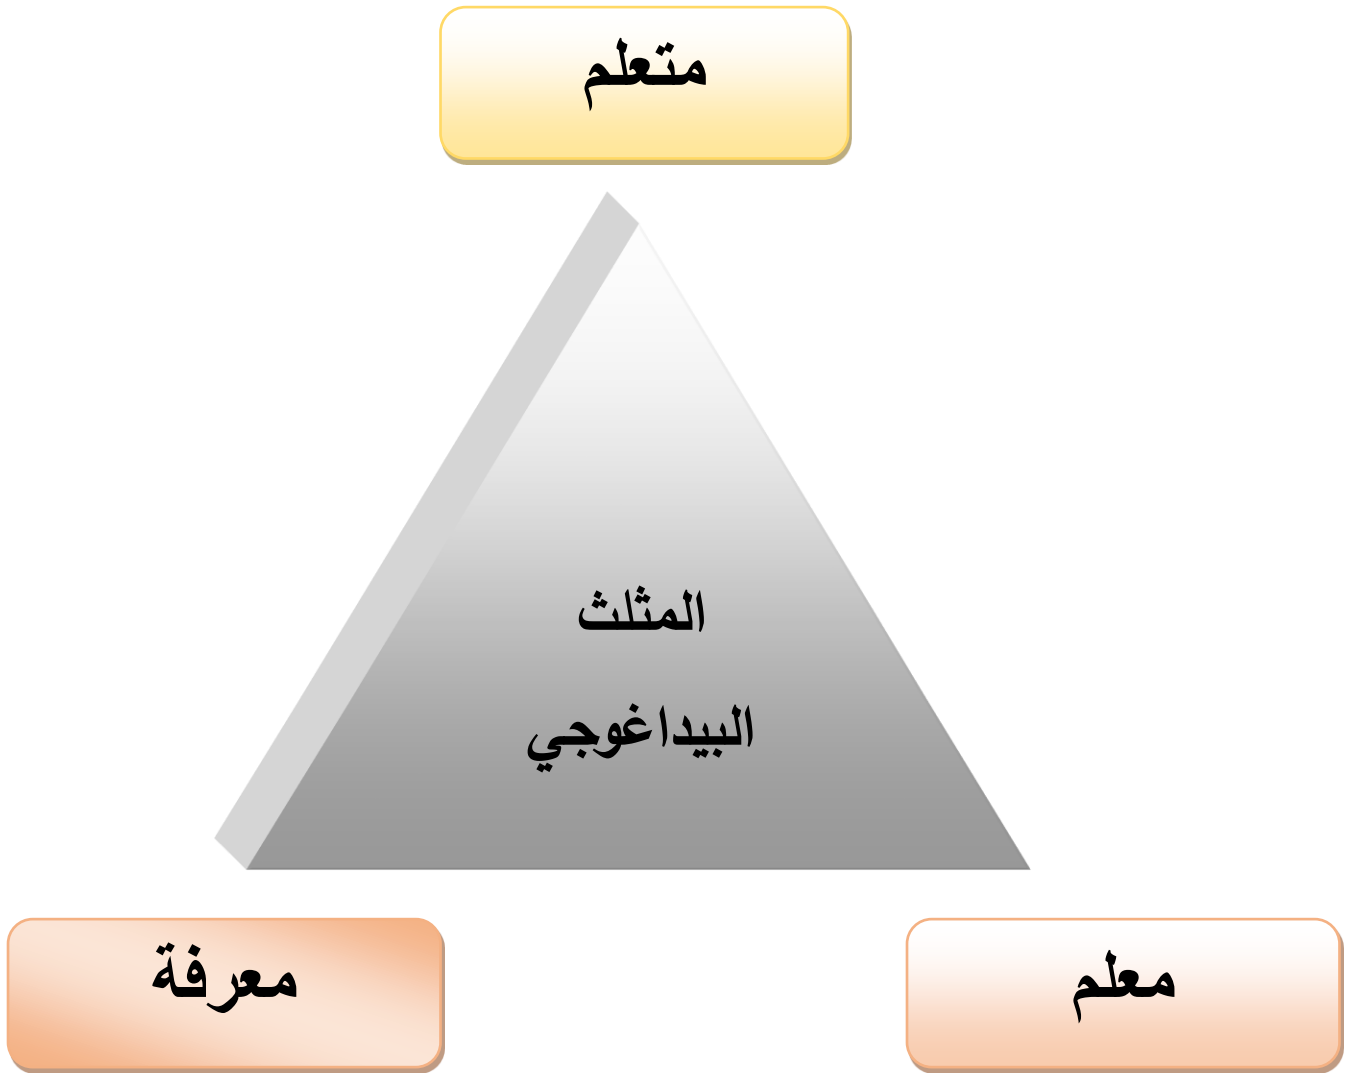 متعلم
المثلث
البيداغوجي
معلم
معرفة